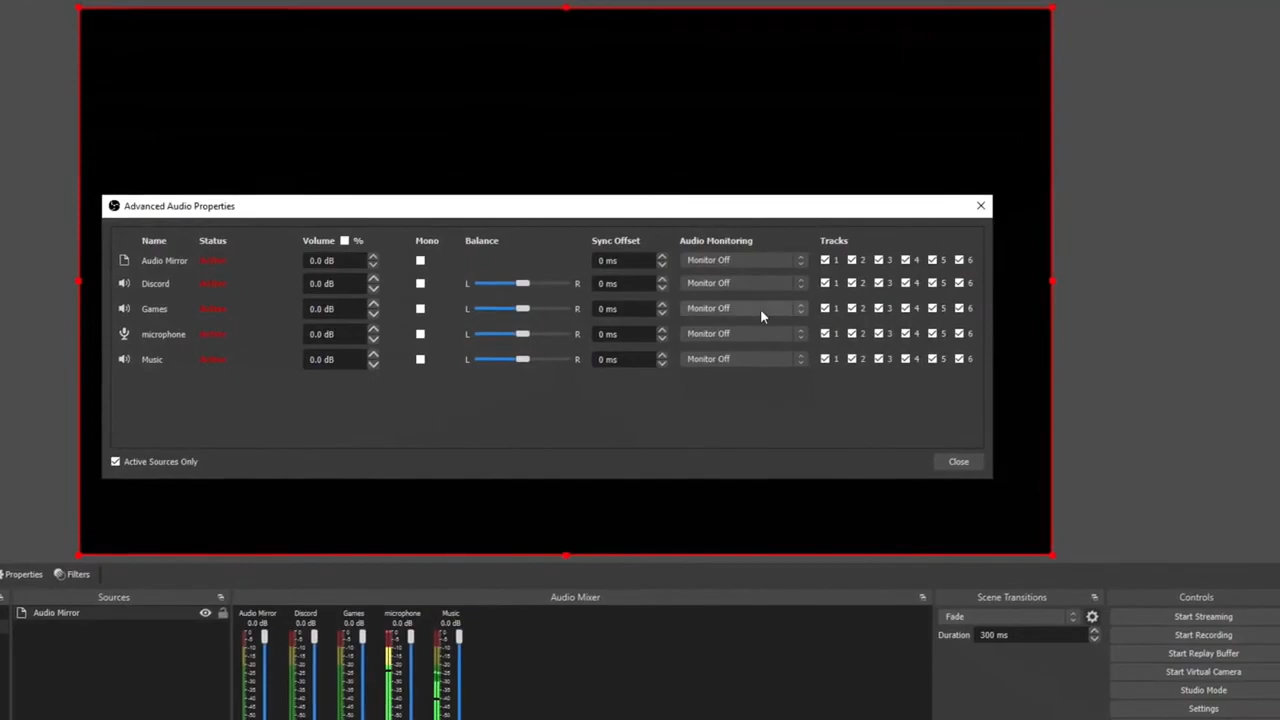 Advanced Audio Properties
Name Status Volume % Mono Balance Sync Offset Audio Monitoring Tracks
Audio Mirror 0.0 dB 0 ms Monitor Off 1 2 3 4 5 6
Discord 0.0 dB L R 0 ms Monitor Off 1 2 3 4 5 6
Games 0.0 dB L R 0 ms Monitor Off 1 2 3 4 5 6
microphone 0.0 dB L R 0 ms Monitor Off 1 2 3 4 5 6
Music 0.0 dB L R 0 ms Monitor Off 1 2 3 4 5 6
Active Sources Only Close
Properties Filters
Sources Audio Mixer Scene Transitions Controls
Audio Mirror
Audio Mirror Discord Games microphone Music
0.0 dB 0.0 dB 0.0 dB 0.0 dB 0.0 dB
Fade
Duration 300 ms
Start Streaming
Start Recording
Start Replay Buffer
Start Virtual Camera
Studio Mode
Settings